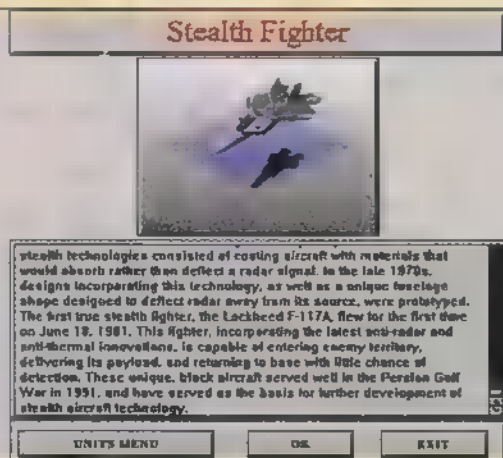 Stealth Fighter
stealth technologies consisted of coating aircraft with materials that
would absorb rather than deflect a radar signal. In the late 1970s,
designs incorporating this technology, as well as a unique fuselage
shape designed to deflect radar away from its source, were prototyped.
The first true stealth fighter, the Lockheed F-117A, flew for the first time
on June 18, 1981. This fighter, incorporating the latest anti-radar and
anti-thermal innovations, is capable of entering enemy territory,
delivering its payload, and returning to base with little chance of
detection. These unique, black aircraft served well in the Persian Gulf
War in 1991, and have served as the basis for further development of
stealth aircraft technology.
UNITS MENU
OK
EXIT